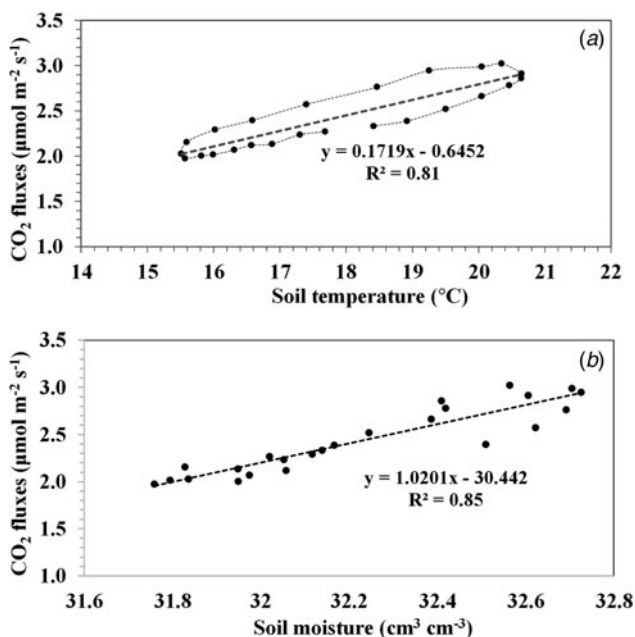 (a)
3.5
3.0
2.5
2.0
1.5
1.0
CO₂ fluxes (µmol m⁻² s⁻¹)
y = 0.1719x - 0.6452
R² = 0.81
14 15 16 17 18 19 20 21 22
Soil temperature (°C)
(b)
3.5
3.0
2.5
2.0
1.5
1.0
CO₂ fluxes (µmol m⁻² s⁻¹)
y = 1.0201x - 30.442
R² = 0.85
31.6 31.8 32 32.2 32.4 32.6 32.8
Soil moisture (cm³ cm⁻³)